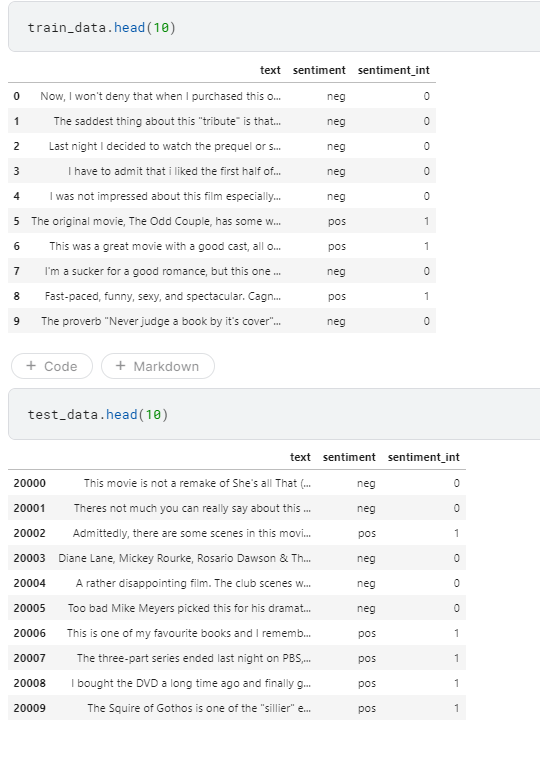 train_data.head(10)
text sentiment sentiment_int
0 Now, I won't deny that when I purchased this o... neg 0
1 The saddest thing about this "tribute" is that... neg 0
2 Last night I decided to watch the prequel or s... neg 0
3 I have to admit that i liked the first half of... neg 0
4 I was not impressed about this film especially... neg 0
5 The original movie, The Odd Couple, has some w... pos 1
6 This was a great movie with a good cast, all o... pos 1
7 I'm a sucker for a good romance, but this one ... neg 0
8 Fast-paced, funny, sexy, and spectacular. Cagn... pos 1
9 The proverb "Never judge a book by it's cover"... neg 0
+ Code + Markdown
test_data.head(10)
text sentiment sentiment_int
20000 This movie is not a remake of She's all That (... neg 0
20001 Theres not much you can really say about this ... neg 0
20002 Admittedly, there are some scenes in this movi... pos 1
20003 Diane Lane, Mickey Rourke, Rosario Dawson & Th... neg 0
20004 A rather disappointing film. The club scenes w... neg 0
20005 Too bad Mike Meyers picked this for his dramat... neg 0
20006 This is one of my favourite books and I rememb... pos 1
20007 The three-part series ended last night on PBS,... pos 1
20008 I bought the DVD a long time ago and finally g... pos 1
20009 The Squire of Gothos is one of the "sillier" e... pos 1